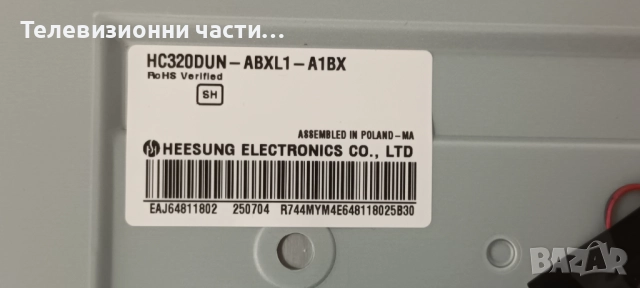 Телевизионни части…
HC320DUN-ABXL1-A1BX
RoHS Verified
SH
ASSEMBLED IN POLAND-MA
HEESUNG ELECTRONICS CO., LTD
EAJ64811802 250704 R744MYM4E648118025B30
BAZAR